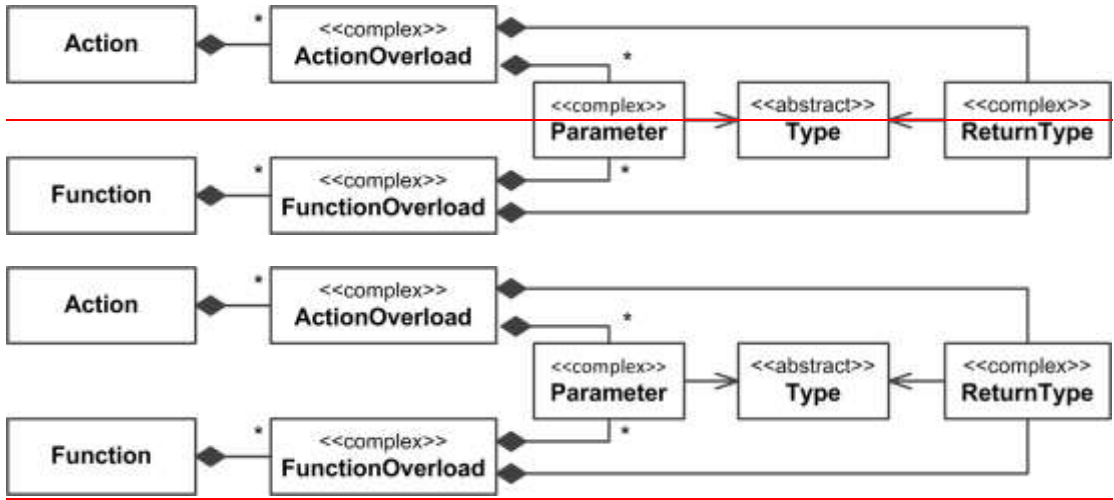 Action
*
<<complex>>
ActionOverload
*
<<complex>>
Parameter
<<abstract>>
Type
<<complex>>
ReturnType
Function
*
<<complex>>
FunctionOverload
*
Action
*
<<complex>>
ActionOverload
*
<<complex>>
Parameter
<<abstract>>
Type
<<complex>>
ReturnType
Function
*
<<complex>>
FunctionOverload
*